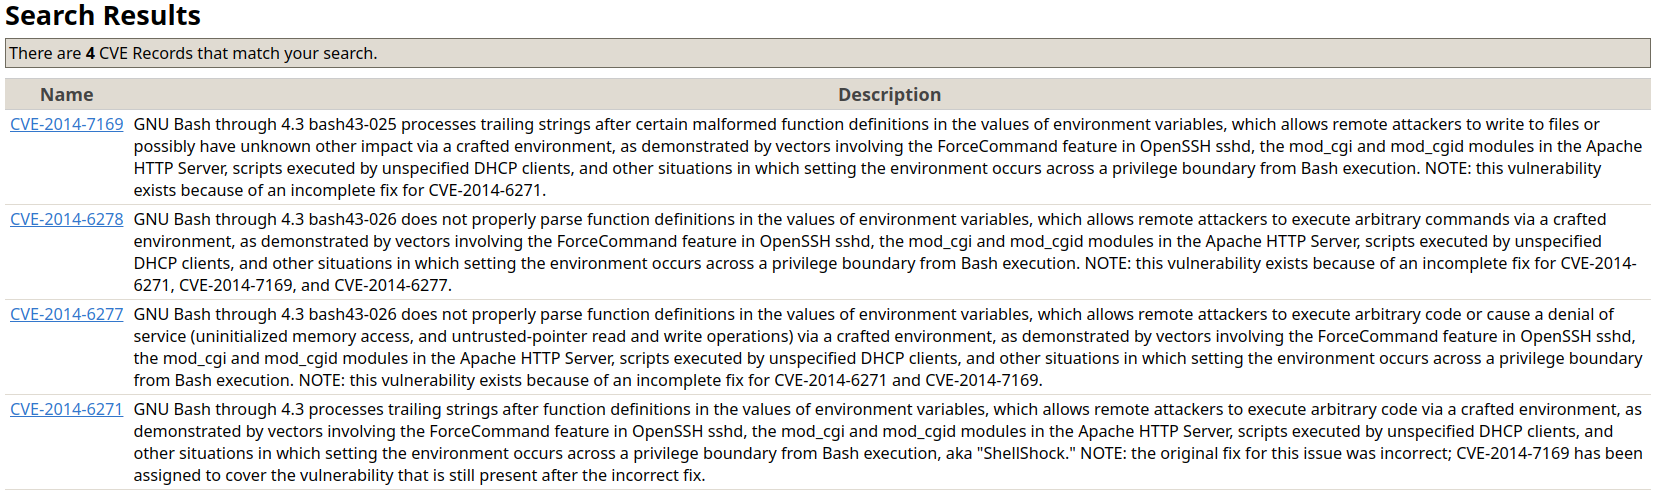 Search Results
There are 4 CVE Records that match your search.
Name Description
CVE-2014-7169 GNU Bash through 4.3 bash43-025 processes trailing strings after certain malformed function definitions in the values of environment variables, which allows remote attackers to write to files or
possibly have unknown other impact via a crafted environment, as demonstrated by vectors involving the ForceCommand feature in OpenSSH sshd, the mod_cgi and mod_cgid modules in the Apache
HTTP Server, scripts executed by unspecified DHCP clients, and other situations in which setting the environment occurs across a privilege boundary from Bash execution. NOTE: this vulnerability
exists because of an incomplete fix for CVE-2014-6271.
CVE-2014-6278 GNU Bash through 4.3 bash43-026 does not properly parse function definitions in the values of environment variables, which allows remote attackers to execute arbitrary commands via a crafted
environment, as demonstrated by vectors involving the ForceCommand feature in OpenSSH sshd, the mod_cgi and mod_cgid modules in the Apache HTTP Server, scripts executed by unspecified
DHCP clients, and other situations in which setting the environment occurs across a privilege boundary from Bash execution. NOTE: this vulnerability exists because of an incomplete fix for CVE-2014-
6271, CVE-2014-7169, and CVE-2014-6277.
CVE-2014-6277 GNU Bash through 4.3 bash43-026 does not properly parse function definitions in the values of environment variables, which allows remote attackers to execute arbitrary code or cause a denial of
service (uninitialized memory access, and untrusted-pointer read and write operations) via a crafted environment, as demonstrated by vectors involving the ForceCommand feature in OpenSSH sshd,
the mod_cgi and mod_cgid modules in the Apache HTTP Server, scripts executed by unspecified DHCP clients, and other situations in which setting the environment occurs across a privilege boundary
from Bash execution. NOTE: this vulnerability exists because of an incomplete fix for CVE-2014-6271 and CVE-2014-7169.
CVE-2014-6271 GNU Bash through 4.3 processes trailing strings after function definitions in the values of environment variables, which allows remote attackers to execute arbitrary code via a crafted environment, as
demonstrated by vectors involving the ForceCommand feature in OpenSSH sshd, the mod_cgi and mod_cgid modules in the Apache HTTP Server, scripts executed by unspecified DHCP clients, and
other situations in which setting the environment occurs across a privilege boundary from Bash execution, aka "ShellShock." NOTE: the original fix for this issue was incorrect; CVE-2014-7169 has been
assigned to cover the vulnerability that is still present after the incorrect fix.